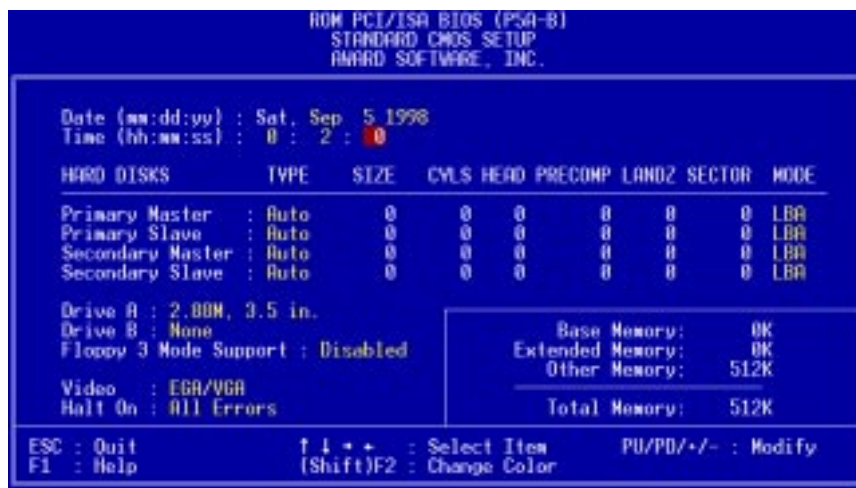 ROM PCI/ISA BIOS (P5A-B)
STANDARD CMOS SETUP
AWARD SOFTWARE, INC.
Date (mm:dd:yy) : Sat, Sep 5 1998
Time (hh:mm:ss) : 0 : 2 : 0
HARD DISKS TYPE SIZE CYLS HEAD PRECOMP LANDZ SECTOR MODE
Primary Master : Auto 0 0 0 0 0 0 LBA
Primary Slave : Auto 0 0 0 0 0 0 LBA
Secondary Master : Auto 0 0 0 0 0 0 LBA
Secondary Slave : Auto 0 0 0 0 0 0 LBA
Drive A : 2.88M, 3.5 in.
Drive B : None
Floppy 3 Mode Support : Disabled
Video : EGA/VGA
Halt On : All Errors
Base Memory: 0K
Extended Memory: 0K
Other Memory: 512K
Total Memory: 512K
ESC : Quit ↑ ↓ → ← : Select Item PU/PD/+/- : Modify
F1 : Help (Shift)F2 : Change Color